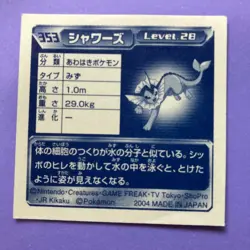 353 シャワーズ Level.28
分類 あわはきポケモン
タイプ みず
高さ 1.0m
重さ 29.0kg
進化 ー
体の細胞のつくりが水の分子と似ている。シッ
ポのヒレを動かして水の中を泳ぐと、とけた
ように姿が見えなくなる。
©Nintendo・Creatures・GAME FREAK・TV Tokyo・ShoPro
・JR Kikaku ©Pokémon 2004 MADE IN JAPAN